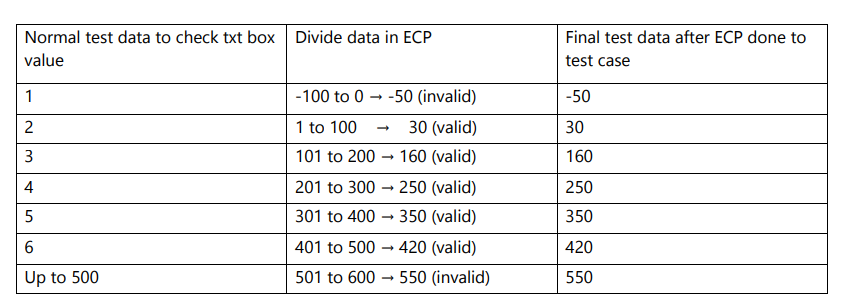 Normal test data to check txt box value
Divide data in ECP
Final test data after ECP done to test case
1
-100 to 0 → -50 (invalid)
-50
2
1 to 100 → 30 (valid)
30
3
101 to 200 → 160 (valid)
160
4
201 to 300 → 250 (valid)
250
5
301 to 400 → 350 (valid)
350
6
401 to 500 → 420 (valid)
420
Up to 500
501 to 600 → 550 (invalid)
550